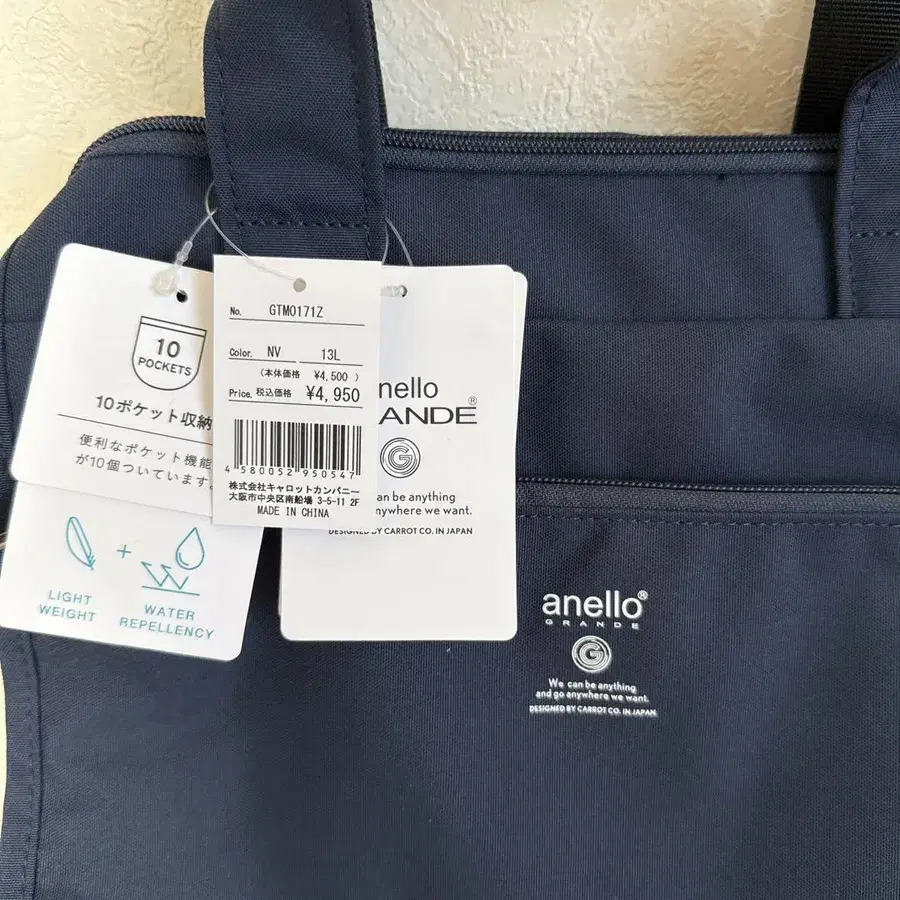 10
POCKETS
10ポケット収納
便利なポケット機能
が10個ついています。
LIGHT
WEIGHT
+
WATER
REPELLENCY
No. GTM0171Z
Color. NV 13L
(本体価格 ¥4,500 )
Price. 税込価格 ¥4,950
4 580052 950547
株式会社キャロットカンパニー
大阪市中央区南船場 3-5-11 2F
MADE IN CHINA
nello
ANDE®
G
can be anything
nywhere we want.
DESIGNED BY CARROT CO. IN JAPAN
anello®
GRANDE
G
We can be anything
and go anywhere we want.
DESIGNED BY CARROT CO. IN JAPAN